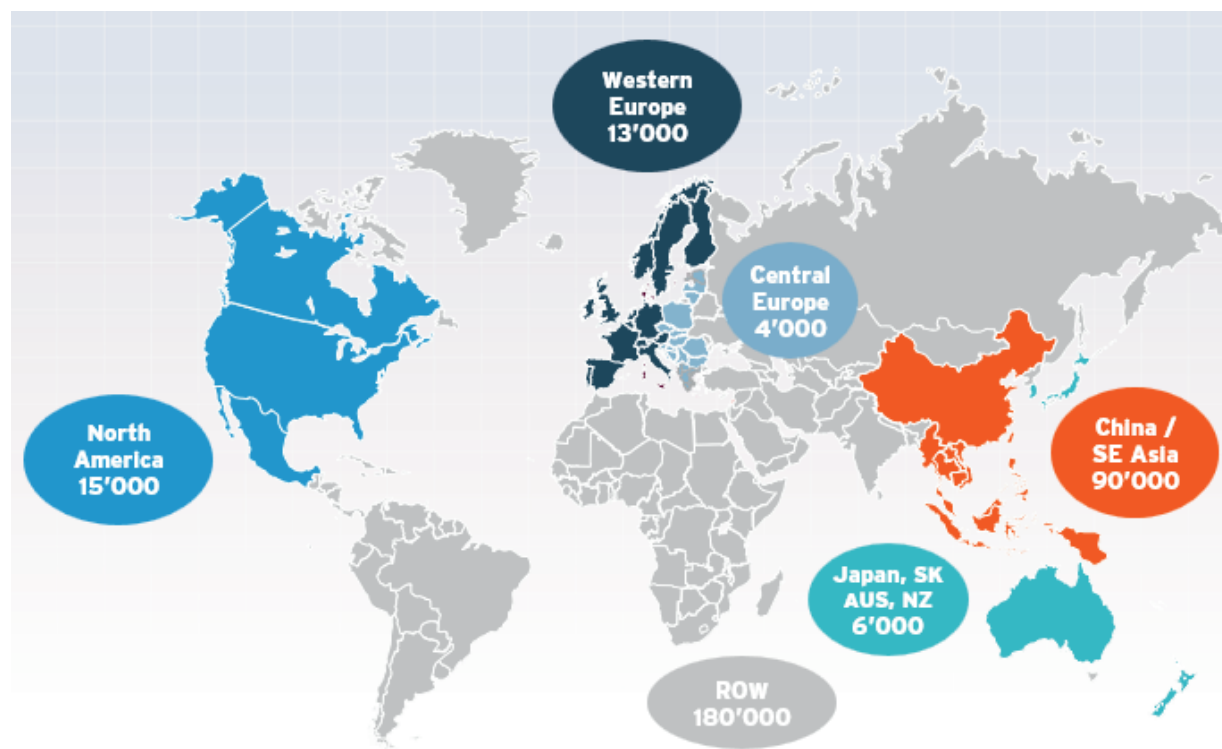 Western
Europe
13’000
Central
Europe
4’000
North
America
15’000
China /
SE Asia
90’000
Japan, SK
AUS, NZ
6’000
ROW
180’000